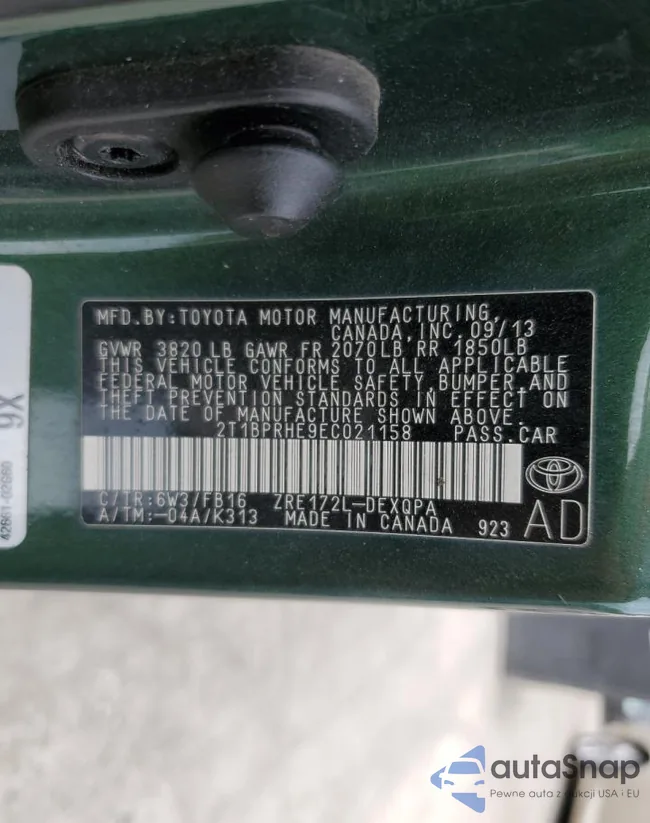 MFD.BY:TOYOTA MOTOR MANUFACTURING,
CANADA,INC.09/13
GVWR 3820LB GAWR FR 2070LB RR 1850LB
THIS VEHICLE CONFORMS TO ALL APPLICABLE
FEDERAL MOTOR VEHICLE SAFETY,BUMPER,AND
THEFT PREVENTION STANDARDS IN EFFECT ON
THE DATE OF MANUFACTURE SHOWN ABOVE.
2T1BPRHE9EC021158 PASS.CAR
C/TR:6W3/FB16 ZRE172L-DEXQPA
A/TM:-04A/K313 MADE IN CANADA 923 AD
9X
autoSnap
Pewne auta z aukcji USA i EU